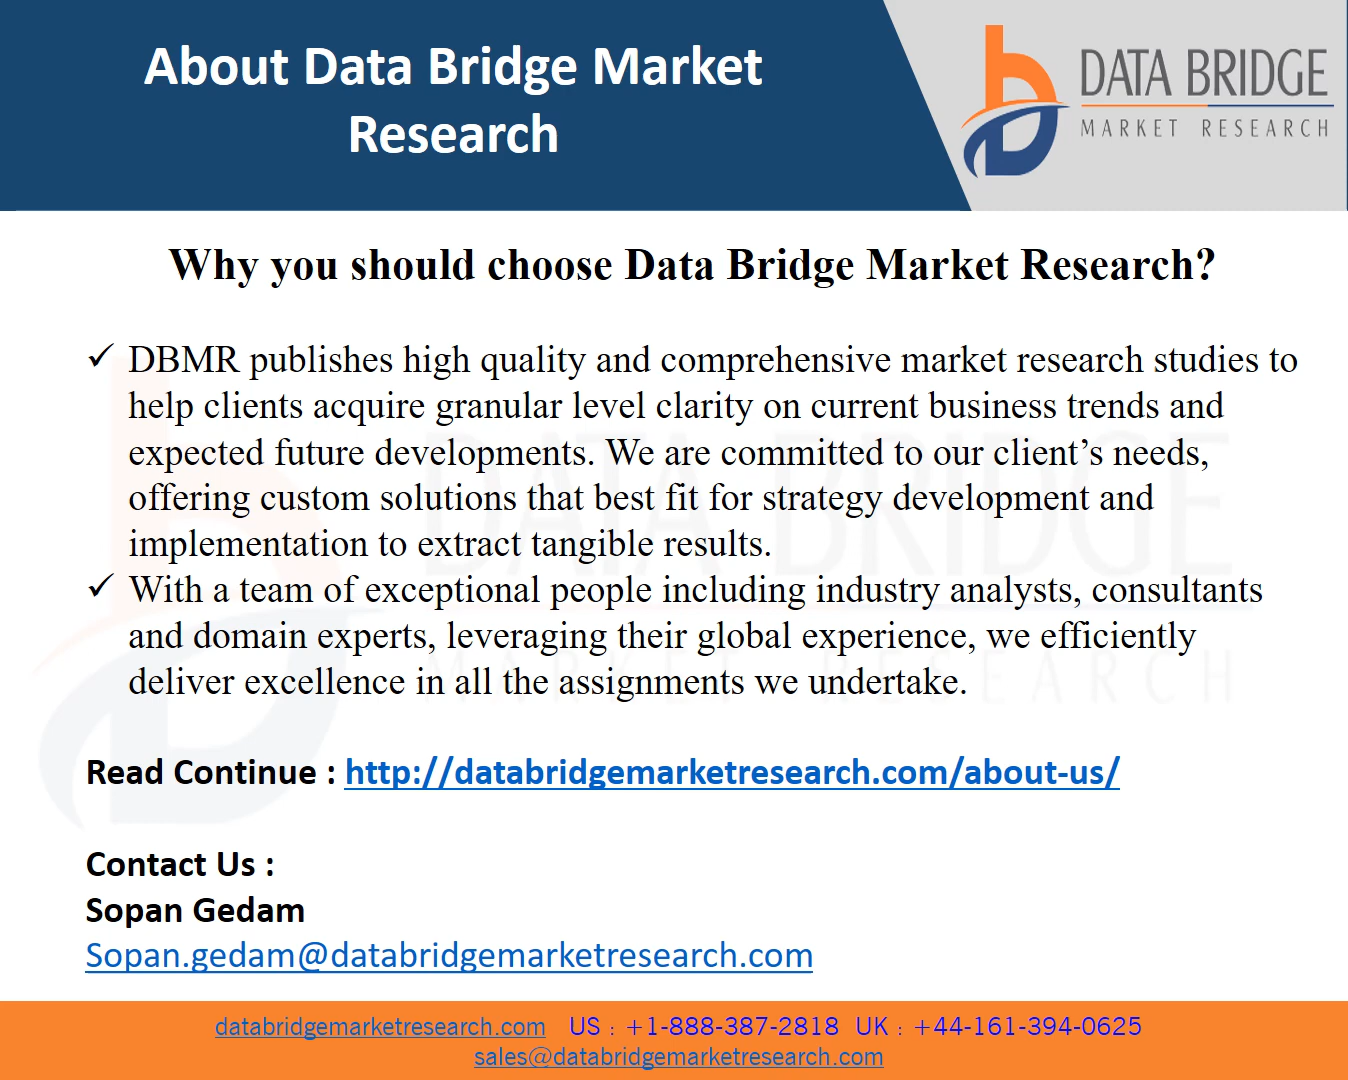 About Data Bridge Market
Research
DATA BRIDGE
MARKET RESEARCH
Why you should choose Data Bridge Market Research?
✓ DBMR publishes high quality and comprehensive market research studies to
help clients acquire granular level clarity on current business trends and
expected future developments. We are committed to our client’s needs,
offering custom solutions that best fit for strategy development and
implementation to extract tangible results.
✓ With a team of exceptional people including industry analysts, consultants
and domain experts, leveraging their global experience, we efficiently
deliver excellence in all the assignments we undertake.
DATA BRIDGE
MARKET RESEARCH
Read Continue : http://databridgemarketresearch.com/about-us/
Contact Us :
Sopan Gedam
Sopan.gedam@databridgemarketresearch.com
databridgemarketresearch.com US : +1-888-387-2818 UK : +44-161-394-0625
sales@databridgemarketresearch.com